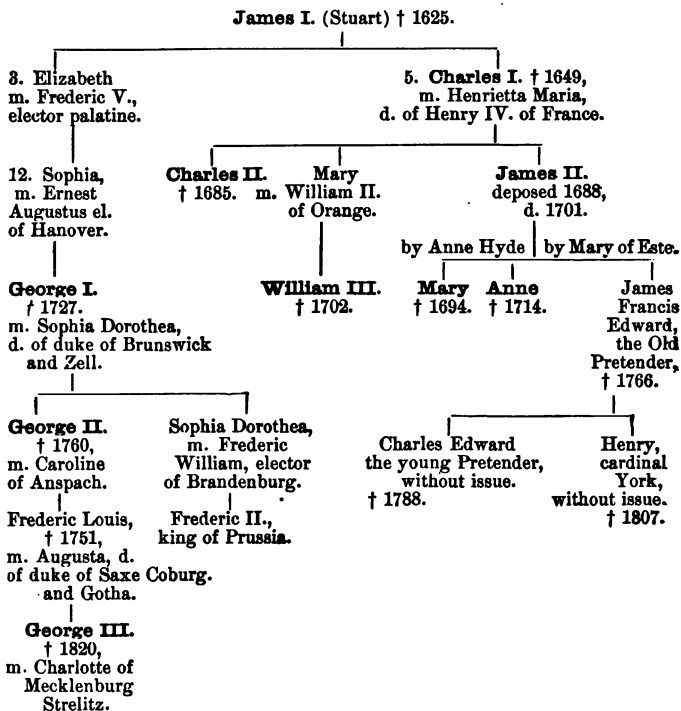 James I. (Stuart) † 1625.
3. Elizabeth
m. Frederic V.,
elector palatine.
5. Charles I. † 1649,
m. Henrietta Maria,
d. of Henry IV. of France.
12. Sophia,
m. Ernest
Augustus el.
of Hanover.
Charles II.
† 1685.
Mary
m. William II.
of Orange.
James II.
deposed 1688,
d. 1701.
by Anne Hyde
by Mary of Este.
George I.
† 1727.
m. Sophia Dorothea,
d. of duke of Brunswick
and Zell.
William III.
† 1702.
Mary
† 1694.
Anne
† 1714.
James
Francis
Edward,
the Old
Pretender,
† 1766.
George II.
† 1760,
m. Caroline
of Anspach.
Sophia Dorothea,
m. Frederic
William, elector
of Brandenburg.
Charles Edward
the young Pretender,
without issue.
† 1788.
Henry,
cardinal
York,
without issue.
† 1807.
Frederic Louis,
† 1751,
m. Augusta, d.
of duke of Saxe Coburg.
and Gotha.
Frederic II.,
king of Prussia.
George III.
† 1820,
m. Charlotte of
Mecklenburg
Strelitz.